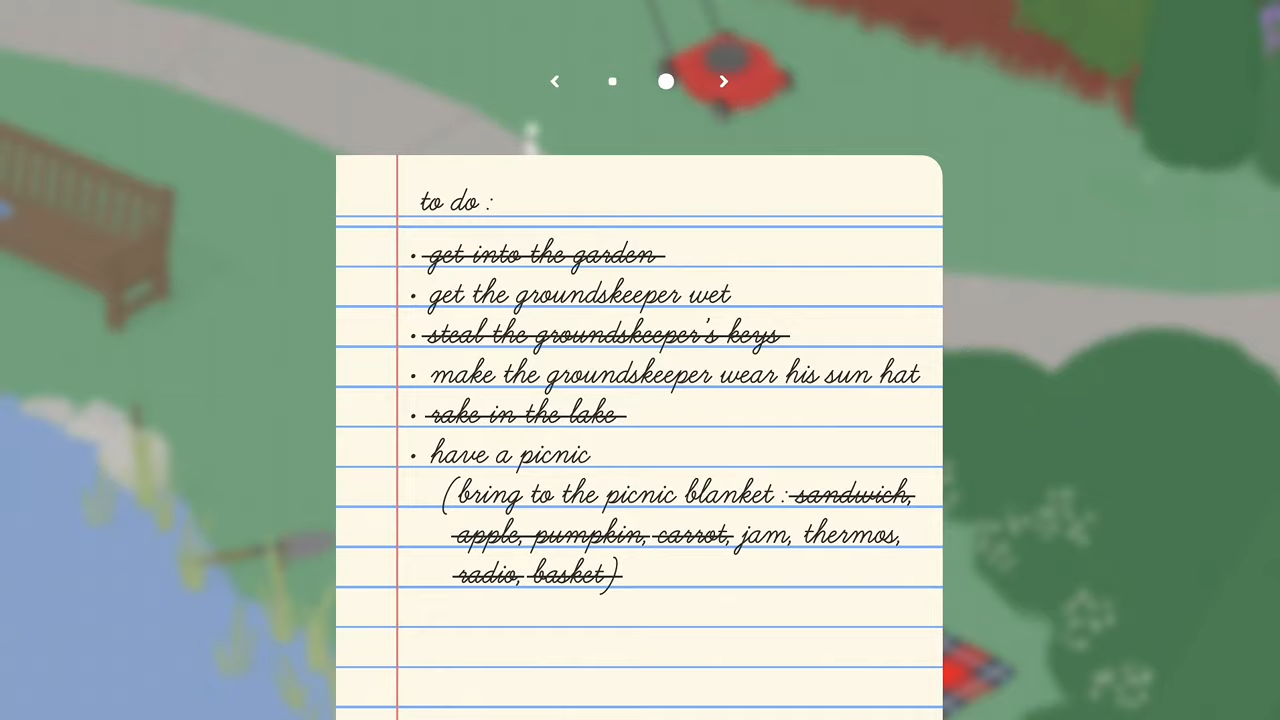 to do :
• get into the garden
• get the groundskeeper wet
• steal the groundskeeper's keys
• make the groundskeeper wear his sun hat
• rake in the lake
• have a picnic
(bring to the picnic blanket : sandwich,
apple, pumpkin, carrot, jam, thermos,
radio, basket)